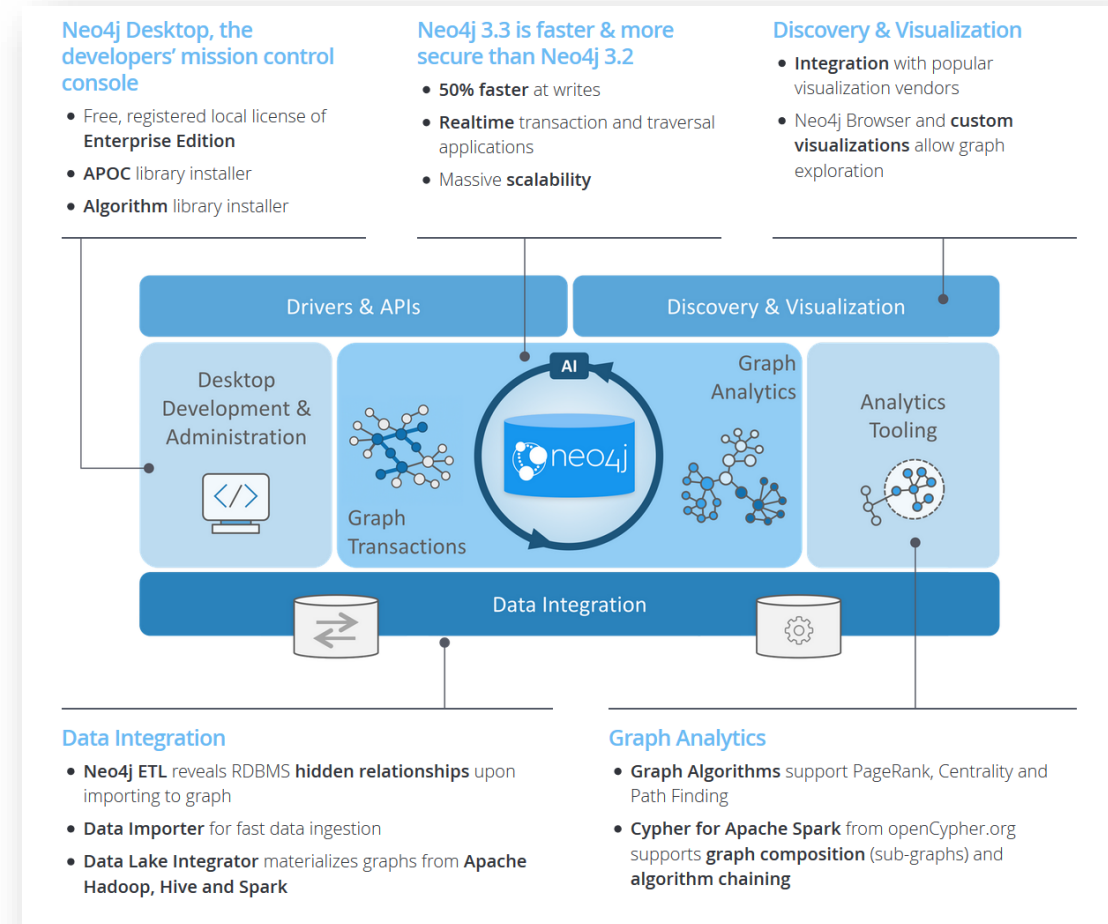 Neo4j Desktop, the
developers’ mission control
console
• Free, registered local license of
Enterprise Edition
• APOC library installer
• Algorithm library installer
Neo4j 3.3 is faster & more
secure than Neo4j 3.2
• 50% faster at writes
• Realtime transaction and traversal
applications
• Massive scalability
Discovery & Visualization
• Integration with popular
visualization vendors
• Neo4j Browser and custom
visualizations allow graph
exploration
Drivers & APIs
Discovery & Visualization
Desktop
Development &
Administration
</>
Graph
Transactions
AI
neo4j
Graph
Analytics
Analytics
Tooling
Data Integration
Data Integration
• Neo4j ETL reveals RDBMS hidden relationships upon
importing to graph
• Data Importer for fast data ingestion
• Data Lake Integrator materializes graphs from Apache
Hadoop, Hive and Spark
Graph Analytics
• Graph Algorithms support PageRank, Centrality and
Path Finding
• Cypher for Apache Spark from openCypher.org
supports graph composition (sub-graphs) and
algorithm chaining